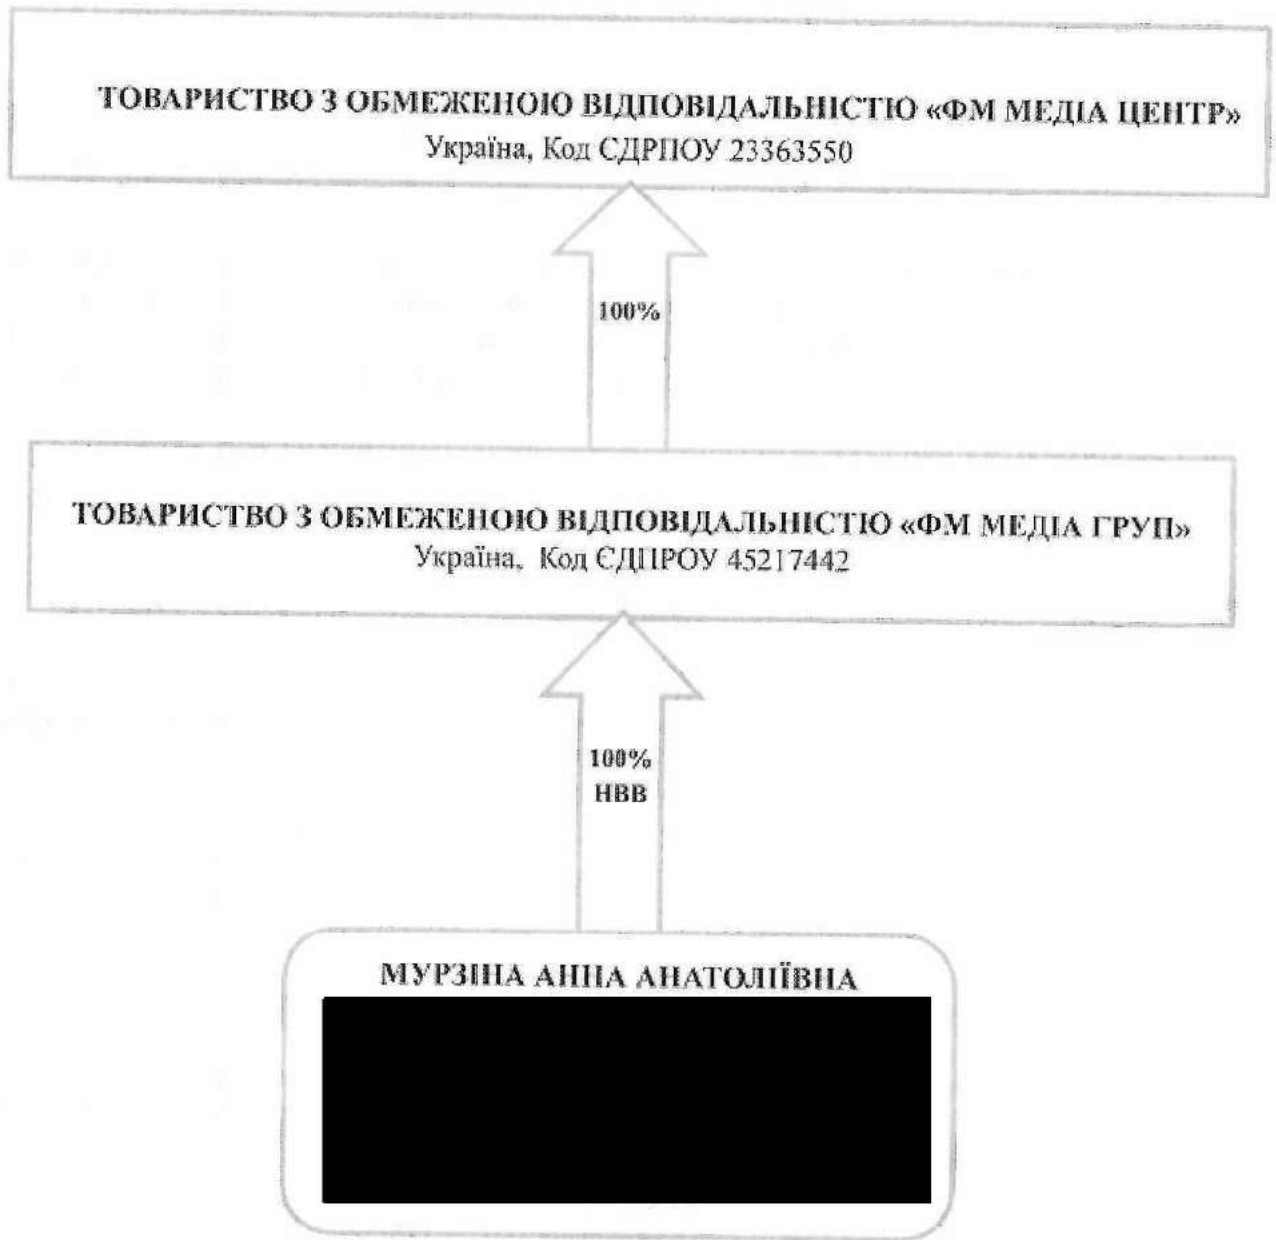 ТОВАРИСТВО З ОБМЕЖЕНОЮ ВІДПОВІДАЛЬНІСТЮ «ФМ МЕДІА ЦЕНТР»
Україна, Код ЄДРПОУ 23363550
100%
ТОВАРИСТВО З ОБМЕЖЕНОЮ ВІДПОВІДАЛЬНІСТЮ «ФМ МЕДІА ГРУП»
Україна, Код ЄДПРОУ 45217442
100%
НВВ
МУРЗІНА АННА АНАТОЛІЇВНА